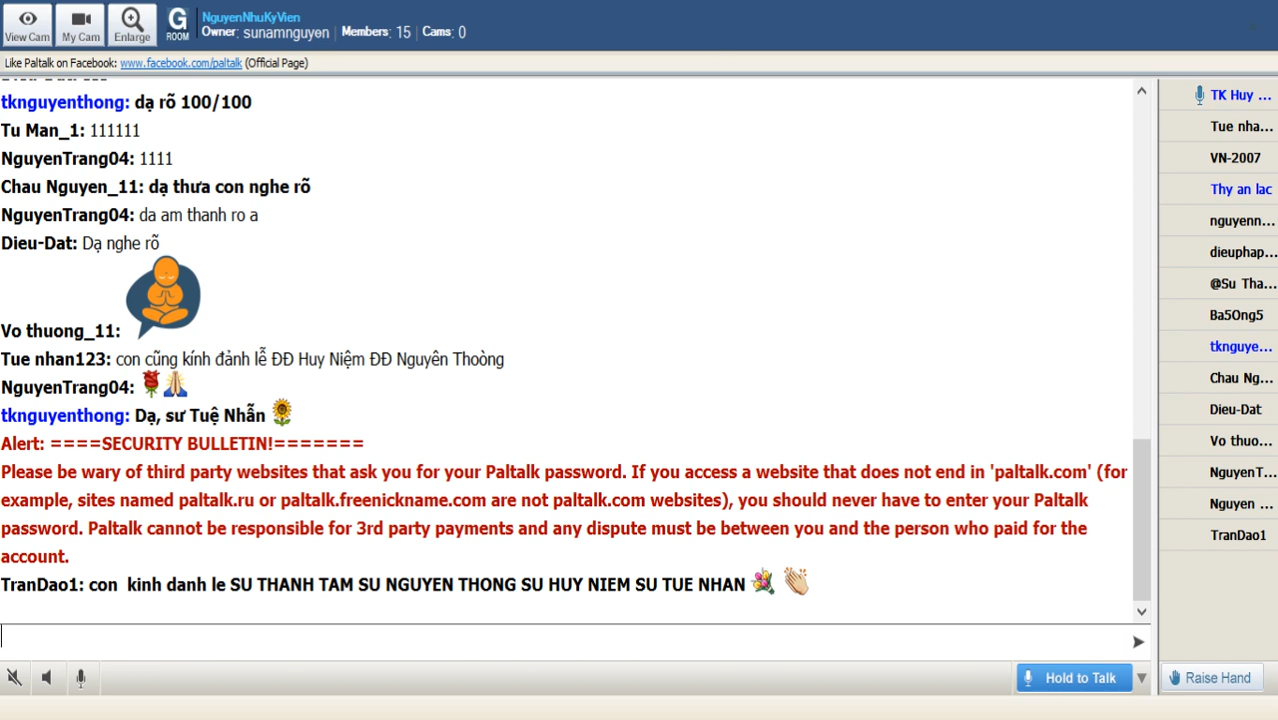 View Cam
My Cam
Enlarge
G
ROOM
NguyenNhuKyVien
Owner: sunamnguyen | Members: 15 | Cams: 0
Like Paltalk on Facebook: www.facebook.com/paltalk (Official Page)
tknguyenthong: dạ rõ 100/100
Tu Man_1: 111111
NguyenTrang04: 1111
Chau Nguyen_11: dạ thưa con nghe rõ
NguyenTrang04: da am thanh ro a
Dieu-Dat: Dạ nghe rõ
Vo thuong_11:
Tue nhan123: con cũng kính đảnh lễ ĐĐ Huy Niệm ĐĐ Nguyên Thoòng
NguyenTrang04:
tknguyenthong: Dạ, sư Tuệ Nhẫn
Alert: ====SECURITY BULLETIN!=======
Please be wary of third party websites that ask you for your Paltalk password. If you access a website that does not end in 'paltalk.com' (for
example, sites named paltalk.ru or paltalk.freenickname.com are not paltalk.com websites), you should never have to enter your Paltalk
password. Paltalk cannot be responsible for 3rd party payments and any dispute must be between you and the person who paid for the
account.
TranDao1: con kinh danh le SU THANH TAM SU NGUYEN THONG SU HUY NIEM SU TUE NHAN
TK Huy ...
Tue nha...
VN-2007
Thy an lac
nguyenn...
dieuphap...
@Su Tha...
Ba5Ong5
tknguye...
Chau Ng...
Dieu-Dat
Vo thuo...
NguyenT...
Nguyen ...
TranDao1
Hold to Talk
Raise Hand